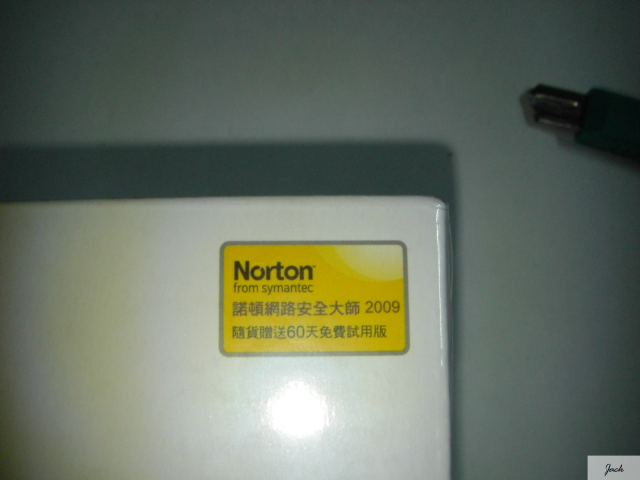 Norton
from symantec
諾頓網路安全大師 2009
隨貨贈送60天免費試用版
Jack